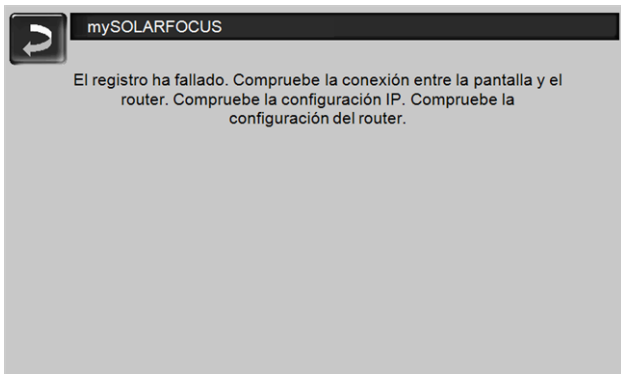 mySOLARFOCUS
El registro ha fallado. Compruebe la conexión entre la pantalla y el
router. Compruebe la configuración IP. Compruebe la
configuración del router.